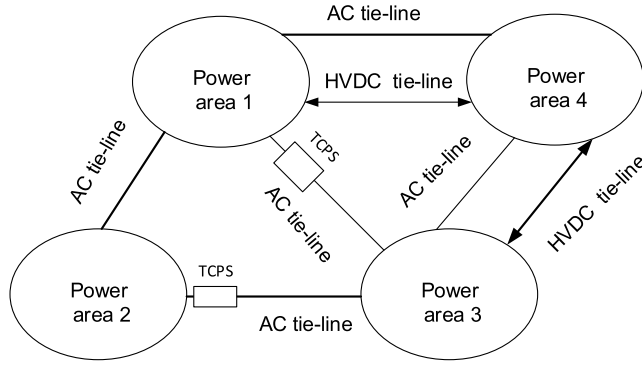 AC tie-line
Power
area 1
HVDC tie-line
Power
area 4
AC tie-line
TCPS
AC tie-line
AC tie-line
HVDC tie-line
Power
area 2
TCPS
AC tie-line
Power
area 3